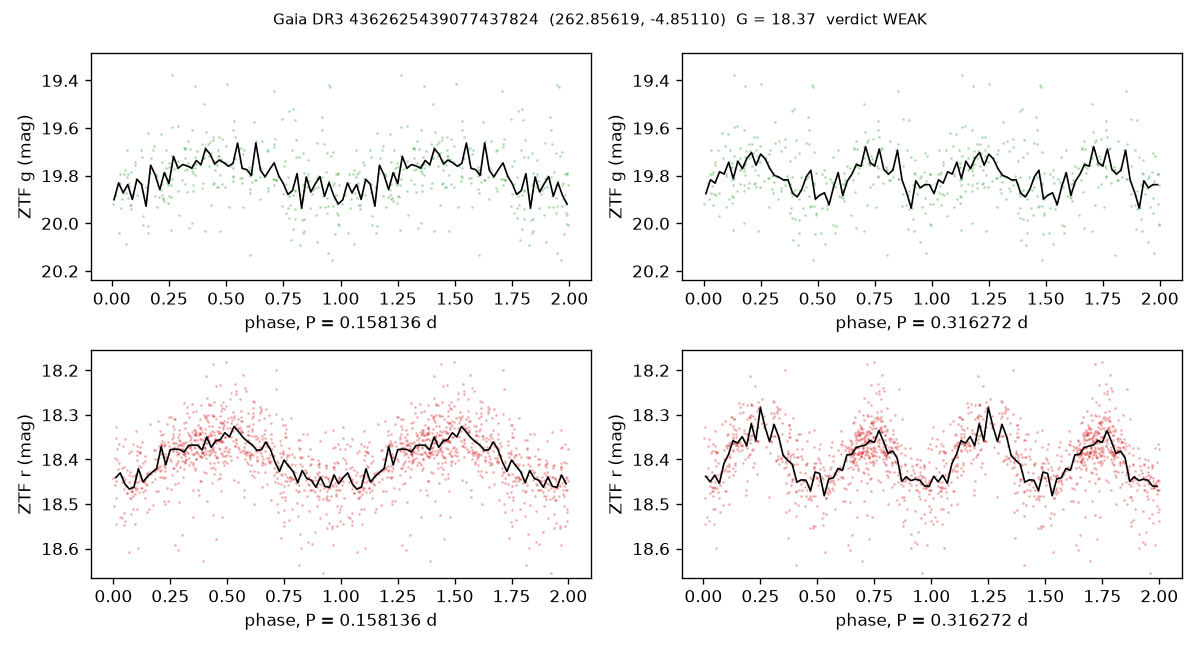 Gaia DR3 4362625439077437824  (262.85619, -4.85110)  G = 18.37  verdict WEAK
ZTF g (mag)
19.4
19.6
19.8
20.0
20.2
0.00 0.25 0.50 0.75 1.00 1.25 1.50 1.75 2.00
phase, P = 0.158136 d
ZTF g (mag)
19.4
19.6
19.8
20.0
20.2
0.00 0.25 0.50 0.75 1.00 1.25 1.50 1.75 2.00
phase, P = 0.316272 d
ZTF r (mag)
18.2
18.3
18.4
18.5
18.6
0.00 0.25 0.50 0.75 1.00 1.25 1.50 1.75 2.00
phase, P = 0.158136 d
ZTF r (mag)
18.2
18.3
18.4
18.5
18.6
0.00 0.25 0.50 0.75 1.00 1.25 1.50 1.75 2.00
phase, P = 0.316272 d